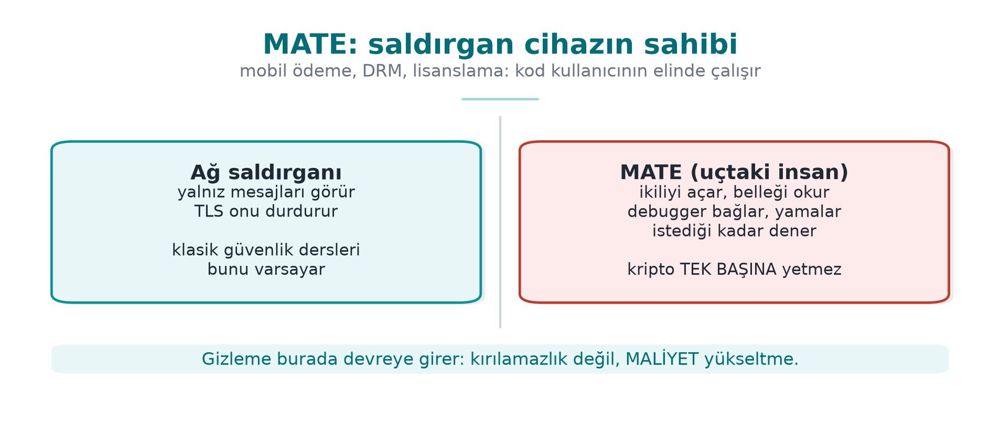 MATE: saldırgan cihazın sahibi
mobil ödeme, DRM, lisanslama: kod kullanıcının elinde çalışır
Ağ saldırganı
yalnız mesajları görür
TLS onu durdurur
klasik güvenlik dersleri
bunu varsayar
MATE (uçtaki insan)
ikiliyi açar, belleği okur
debugger bağlar, yamalar
istediği kadar dener
kripto TEK BAŞINA yetmez
Gizleme burada devreye girer: kırılamazlık değil, MALİYET yükseltme.